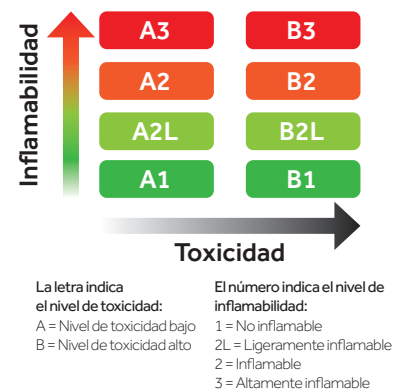 Inflamabilidad
A3 B3
A2 B2
A2L B2L
A1 B1
Toxicidad
La letra indica
el nivel de toxicidad:
A = Nivel de toxicidad bajo
B = Nivel de toxicidad alto
El número indica el nivel de
inflamabilidad:
1 = No inflamable
2L = Ligeramente inflamable
2 = Inflamable
3 = Altamente inflamable